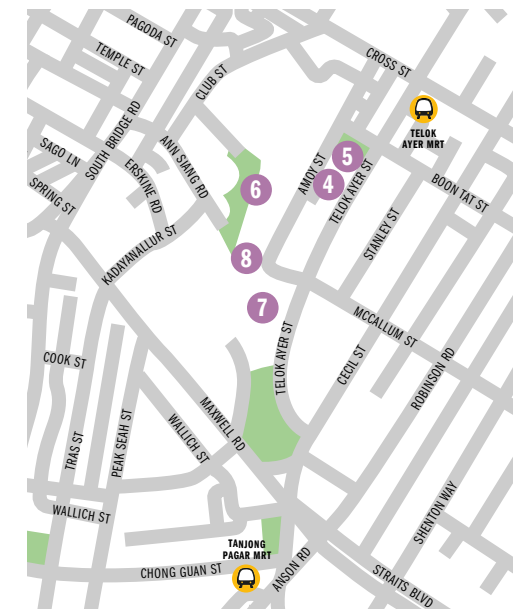 PAGODA ST
TEMPLE ST
CLUB ST
CROSS ST
SOUTH BRIDGE RD
TELOK
AYER MRT
SAGO LN
ANN SIANG RD
ERSKINE RD
AMOY ST
5
4
TELOK AYER ST
BOON TAT ST
SPRING ST
6
STANLEY ST
KADAYANALLUR ST
8
7
MCCALLUM ST
COOK ST
TELOK AYER ST
CECIL ST
ROBINSON RD
MAXWELL RD
TRAS ST
PEAK SEAH ST
WALLICH ST
WALLICH ST
SHENTON WAY
TANJONG
PAGAR MRT
CHONG GUAN ST
ANSON RD
STRAITS BLVD